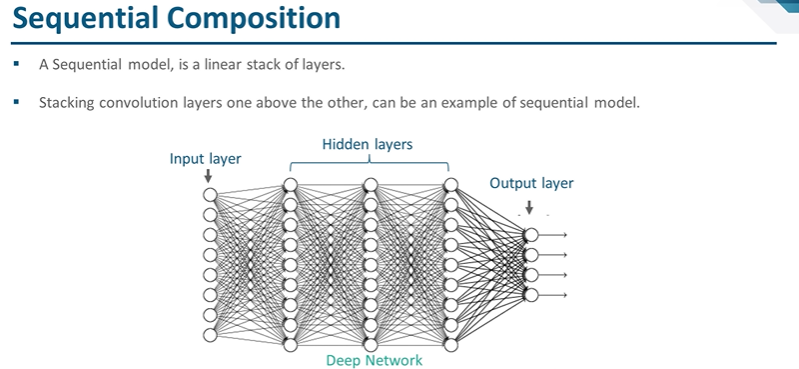 Sequential Composition
▪ A Sequential model, is a linear stack of layers.
▪ Stacking convolution layers one above the other, can be an example of sequential model.
Hidden layers
Input layer
Output layer
Deep Network